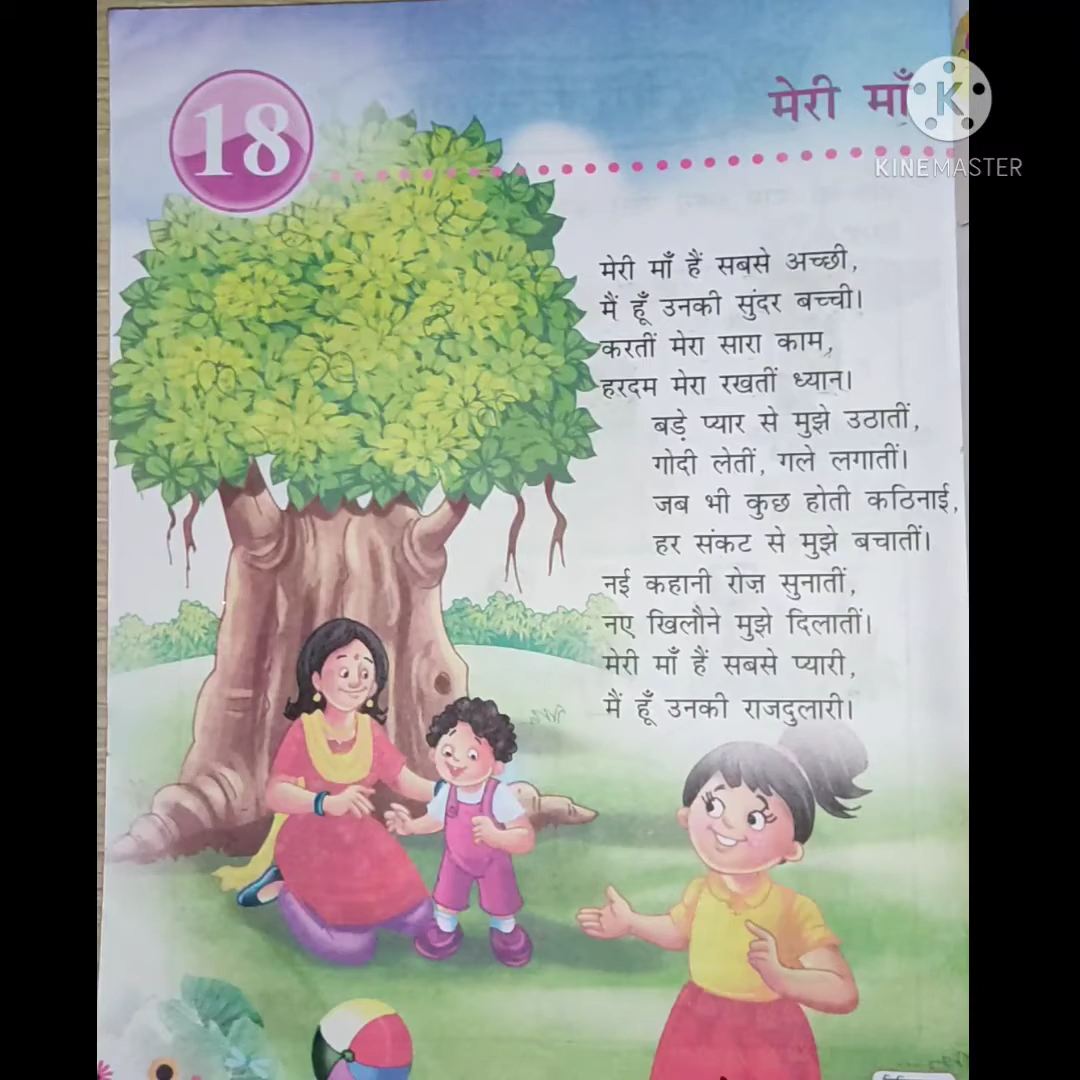 18
मेरी माँ
K
KINEMASTER
मेरी माँ हैं सबसे अच्छी,
मैं हूँ उनकी सुंदर बच्ची।
करतीं मेरा सारा काम,
हरदम मेरा रखतीं ध्यान।
बड़े प्यार से मुझे उठातीं,
गोदी लेतीं, गले लगातीं।
जब भी कुछ होती कठिनाई,
हर संकट से मुझे बचातीं।
नई कहानी रोज़ सुनातीं,
नए खिलौने मुझे दिलातीं।
मेरी माँ हैं सबसे प्यारी,
मैं हूँ उनकी राजदुलारी।